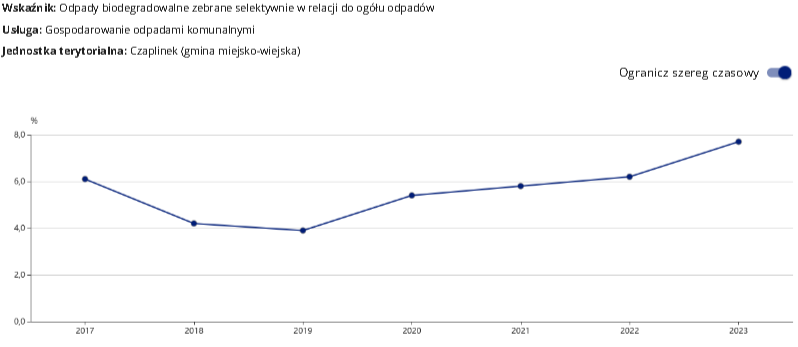 Wskaźnik: Odpady biodegradowalne zebrane selektywnie w relacji do ogółu odpadów
Usługa: Gospodarowanie odpadami komunalnymi
Jednostka terytorialna: Czaplinek (gmina miejsko-wiejska)
Ogranicz szereg czasowy
%
8,0
6,0
4,0
2,0
0,0
2017 2018 2019 2020 2021 2022 2023